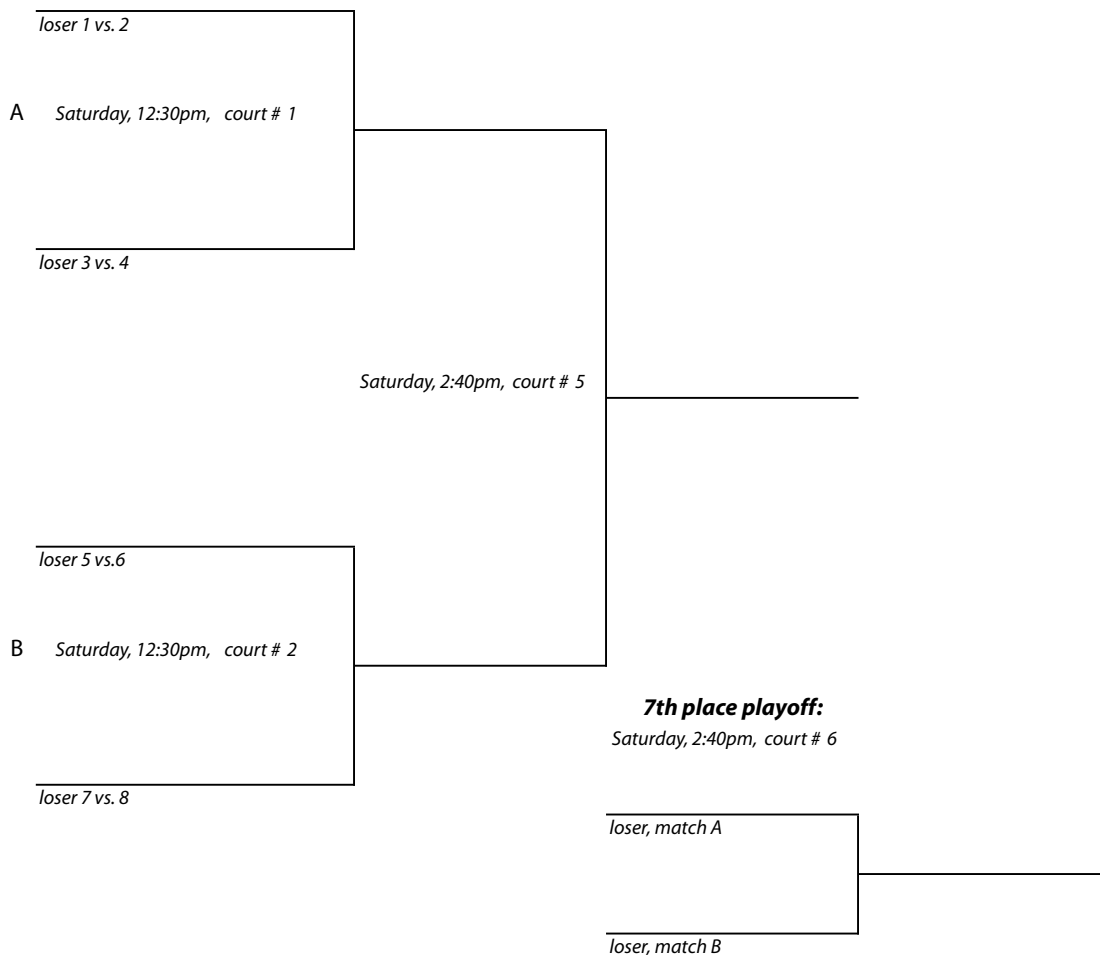 loser 1 vs. 2
A Saturday, 12:30pm, court # 1
loser 3 vs. 4
Saturday, 2:40pm, court # 5
loser 5 vs.6
B Saturday, 12:30pm, court # 2
7th place playoff:
Saturday, 2:40pm, court # 6
loser 7 vs. 8
loser, match A
loser, match B